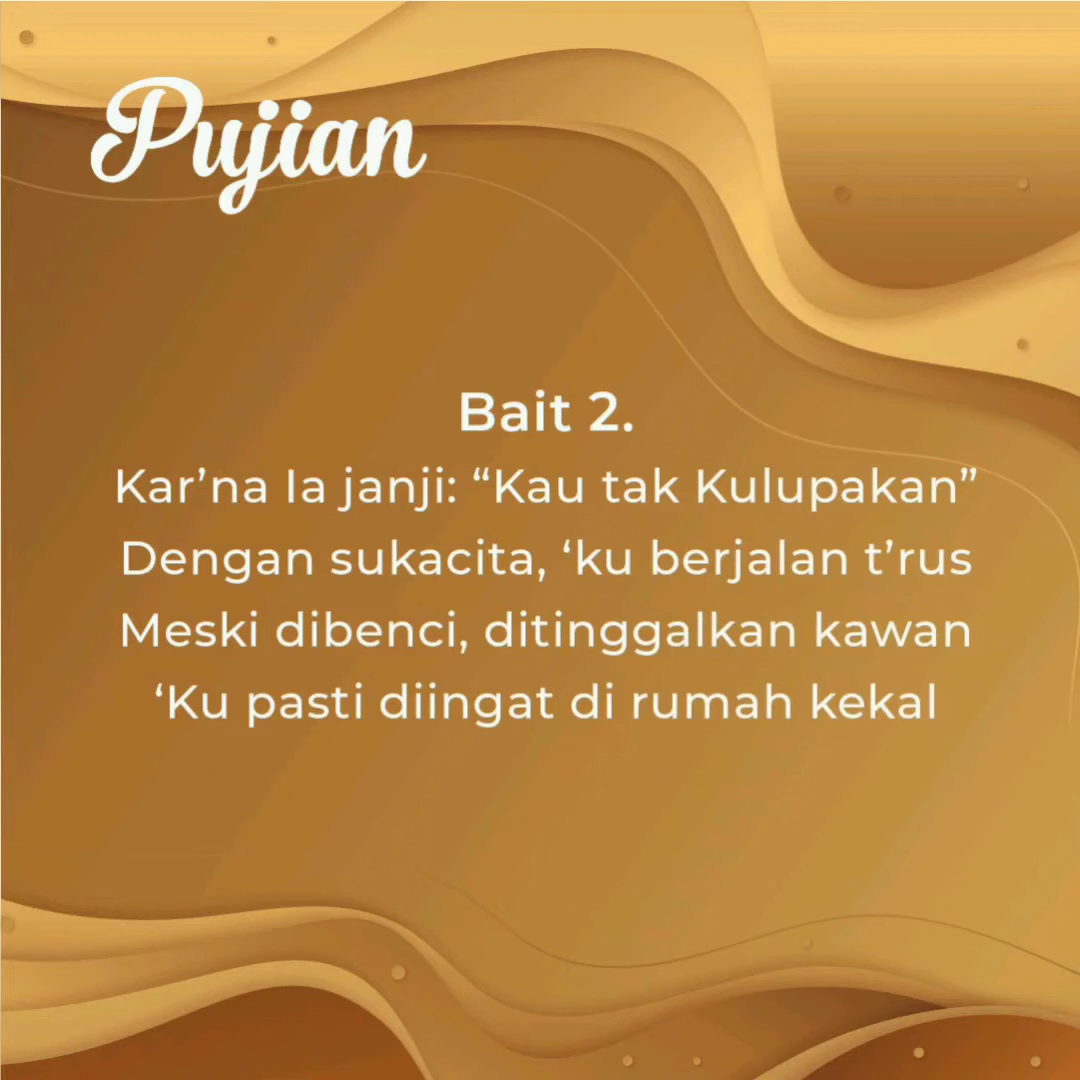 Pujian
Bait 2.
Kar’na Ia janji: “Kau tak Kulupakan”
Dengan sukacita, ‘ku berjalan t’rus
Meski dibenci, ditinggalkan kawan
‘Ku pasti diingat di rumah kekal